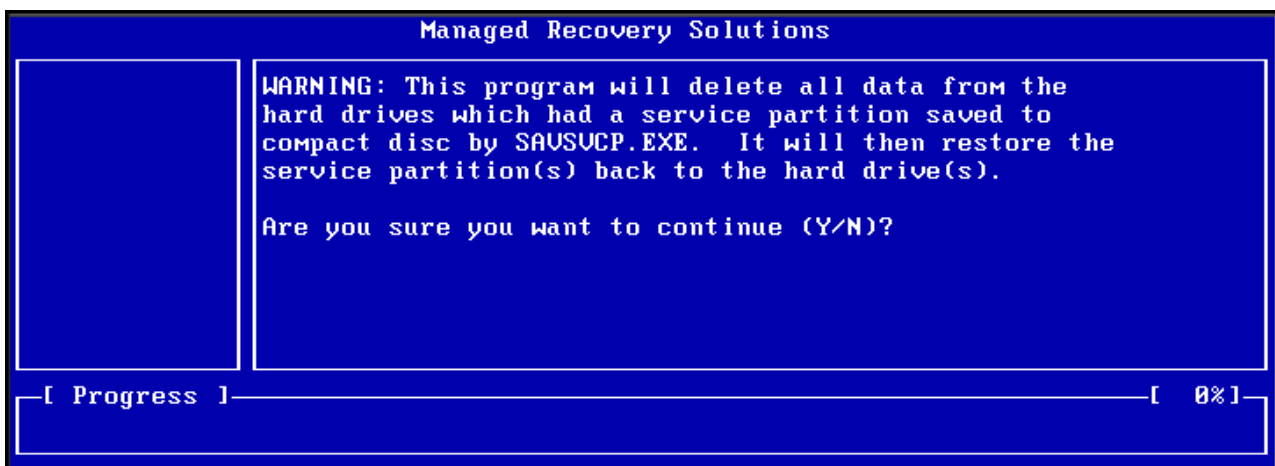 Managed Recovery Solutions
WARNING: This program will delete all data from the
hard drives which had a service partition saved to
compact disc by SAVSVCP.EXE.  It will then restore the
service partition(s) back to the hard drive(s).
Are you sure you want to continue (Y/N)?
[ Progress ] [ 0%]